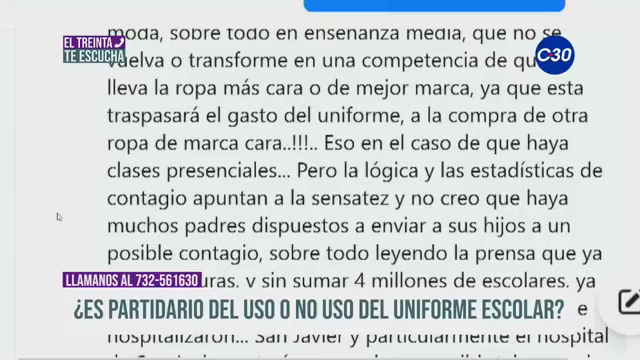 moda, sobre todo en enseñanza media, que no se
EL TREINTA
TE ESCUCHA
C30
vuelva o transforme en una competencia de
lleva la ropa más cara o de mejor marca, ya que esta
traspasará el gasto del uniforme, a la compra de otra
ropa de marca cara..!!!.. Eso en el caso de que haya
clases presenciales... Pero la lógica y las estadísticas de
contagio apuntan a la sensatez y no creo que haya
muchos padres dispuestos a enviar a sus hijos a un
posible contagio, sobre todo leyendo la prensa que ya
LLAMANOS AL 732-561630
uras, y sin sumar 4 millones de escolares, ya
¿ES PARTIDARIO DEL USO O NO USO DEL UNIFORME ESCOLAR?
e
hospitalizaron... San Javier y particularmente el hospital